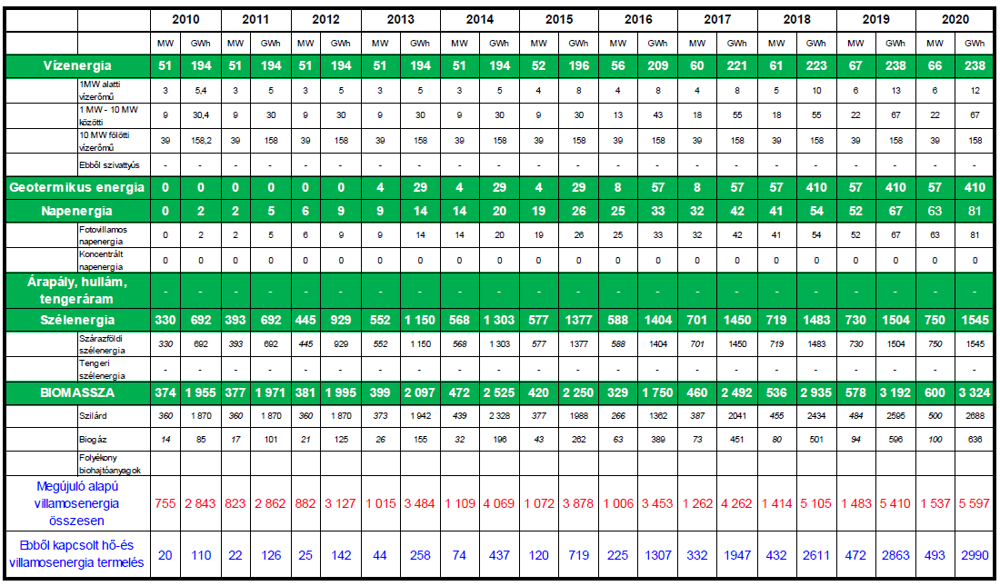 2010 2011 2012 2013 2014 2015 2016 2017 2018 2019 2020
MW GWh MW GWh MW GWh MW GWh MW GWh MW GWh MW GWh MW GWh MW GWh MW GWh MW GWh
Vízenergia 51 194 51 194 51 194 51 194 51 194 52 196 56 209 60 221 61 223 67 238 66 238
1MW alatti
vízerőmű 3 5,4 3 5 3 5 3 5 3 5 4 8 4 8 4 8 5 10 6 13 6 12
1 MW - 10 MW
közötti 9 30,4 9 30 9 30 9 30 9 30 9 30 13 43 18 55 18 55 22 67 22 67
10 MW fölötti
vízerőmű 39 158,2 39 158 39 158 39 158 39 158 39 158 39 158 39 158 39 158 39 158 39 158
Ebből szivattyús - - - - - - - - - - - - - - - - - - - - - -
Geotermikus energia 0 0 0 0 0 0 4 29 4 29 4 29 8 57 8 57 57 410 57 410 57 410
Napenergia 0 2 2 5 6 9 9 14 14 20 19 26 25 33 32 42 41 54 52 67 63 81
Fotovillamos
napenergia 0 2 2 5 6 9 9 14 14 20 19 26 25 33 32 42 41 54 52 67 63 81
Koncentrált
napenergia 0 0 0 0 0 0 0 0 0 0 0 0 0 0 0 0 0 0 0 0 0 0
Árapály, hullám,
tengeráram - - - - - - - - - - - - - - - - - - - - - -
Szélenergia 330 692 393 692 445 929 552 1 150 568 1 303 577 1377 588 1404 701 1450 719 1483 730 1504 750 1545
Szárazföldi
szélenergia 330 692 393 692 445 929 552 1 150 568 1 303 577 1377 588 1404 701 1450 719 1483 730 1504 750 1545
Tengeri
szélenergia - - - - - - - - - - - - - - - - - - - - - -
BIOMASSZA 374 1 955 377 1 971 381 1 995 399 2 097 472 2 525 420 2 250 329 1 750 460 2 492 536 2 935 578 3 192 600 3 324
Szilárd 360 1 870 360 1 870 360 1 870 373 1 942 439 2 328 377 1988 266 1362 387 2041 455 2434 484 2595 500 2688
Biogáz 14 85 17 101 21 125 26 155 32 196 43 262 63 389 73 451 80 501 94 596 100 636
Folyékony
biohajtóanyagok
Megújuló alapú
villamosenergia
összesen 755 2 843 823 2 862 882 3 127 1 015 3 484 1 109 4 069 1 072 3 878 1 006 3 453 1 262 4 262 1 414 5 105 1 483 5 410 1 537 5 597
Ebből kapcsolt hő-és
villamosenergia termelés 20 110 22 126 25 142 44 258 74 437 120 719 225 1307 332 1947 432 2611 472 2863 493 2990